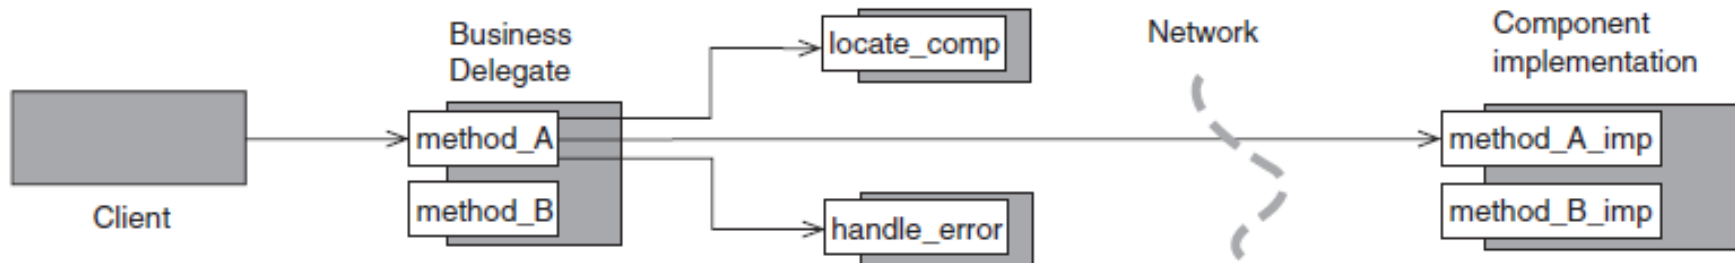 Business
Delegate
locate_comp
Network
Component
implementation
method_A
method_A_imp
method_B
method_B_imp
Client
handle_error